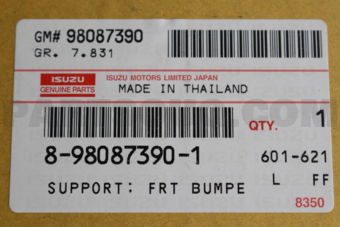 GM# 98087390
GR. 7.831
ISUZU
GENUINE PARTS
ISUZU MOTORS LIMITED JAPAN
MADE IN THAILAND
QTY. 1
8-98087390-1
601-621
L FF
SUPPORT: FRT BUMPE
8350